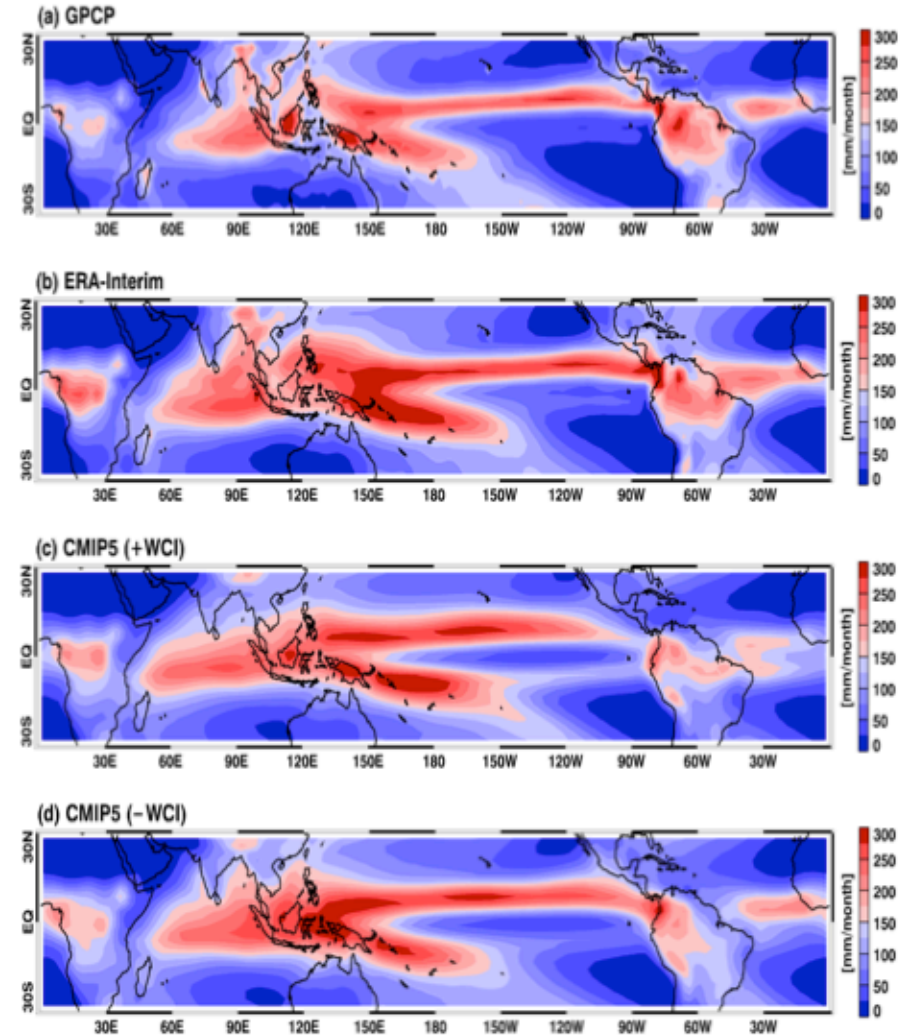 (a) GPCP
30N
EQ
30S
30E 60E 90E 120E 150E 180 150W 120W 90W 60W 30W
300
250
200
150
100
50
0
[mm/month]
(b) ERA-Interim
30N
EQ
30S
30E 60E 90E 120E 150E 180 150W 120W 90W 60W 30W
300
250
200
150
100
50
0
[mm/month]
(c) CMIP5 (+WCI)
30N
EQ
30S
30E 60E 90E 120E 150E 180 150W 120W 90W 60W 30W
300
250
200
150
100
50
0
[mm/month]
(d) CMIP5 (−WCI)
30N
EQ
30S
30E 60E 90E 120E 150E 180 150W 120W 90W 60W 30W
300
250
200
150
100
50
0
[mm/month]